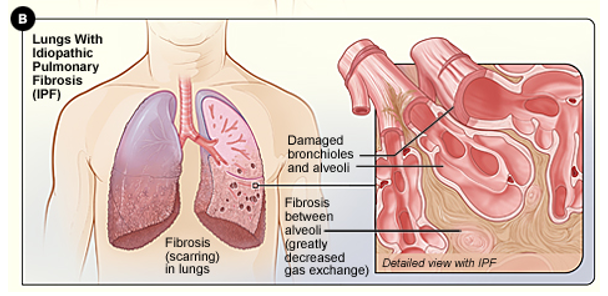 B
Lungs With
Idiopathic
Pulmonary
Fibrosis
(IPF)
Damaged
bronchioles
and alveoli
Fibrosis
between
alveoli
(greatly
decreased
gas exchange)
Fibrosis
(scarring)
in lungs
Detailed view with IPF